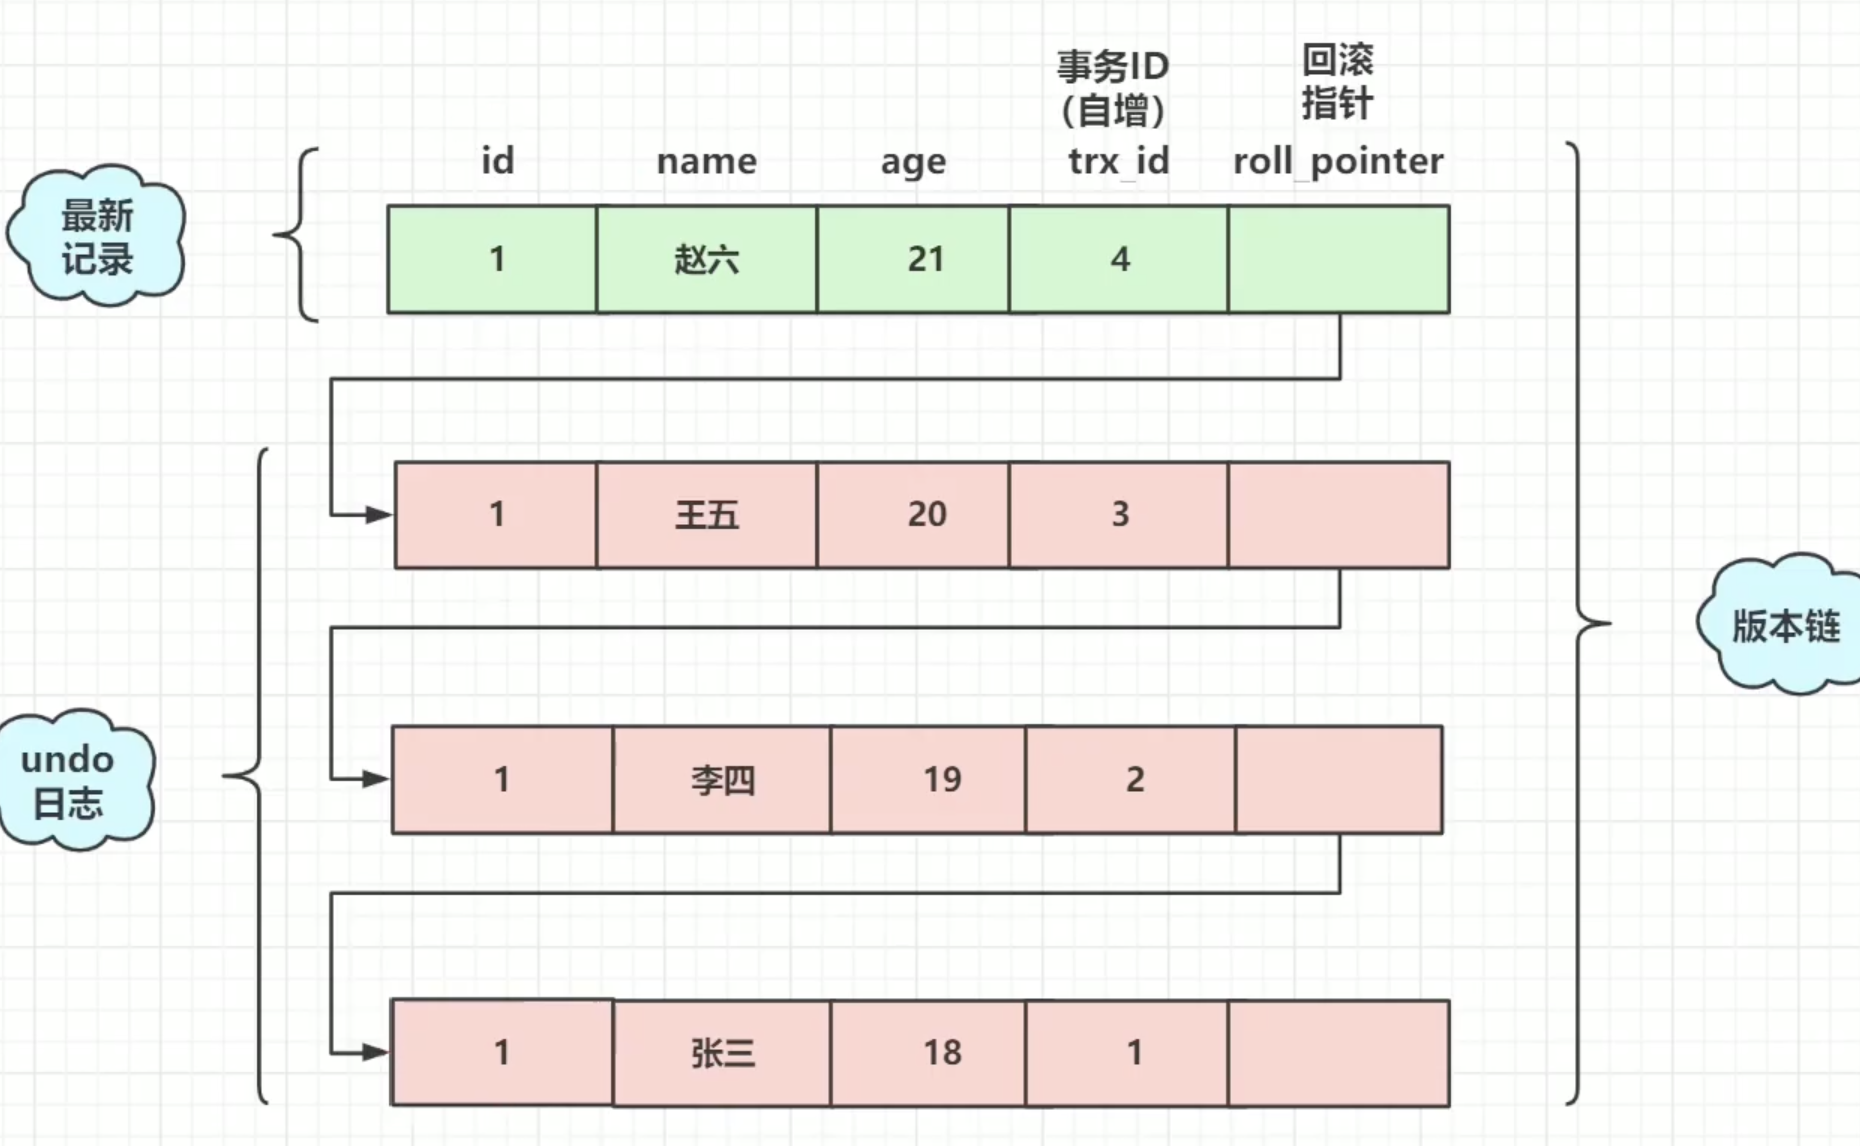 事务ID
（自增）
回滚
指针
id name age trx_id roll_pointer
最新
记录
1 赵六 21 4
1 王五 20 3
版本链
undo
日志
1 李四 19 2
1 张三 18 1